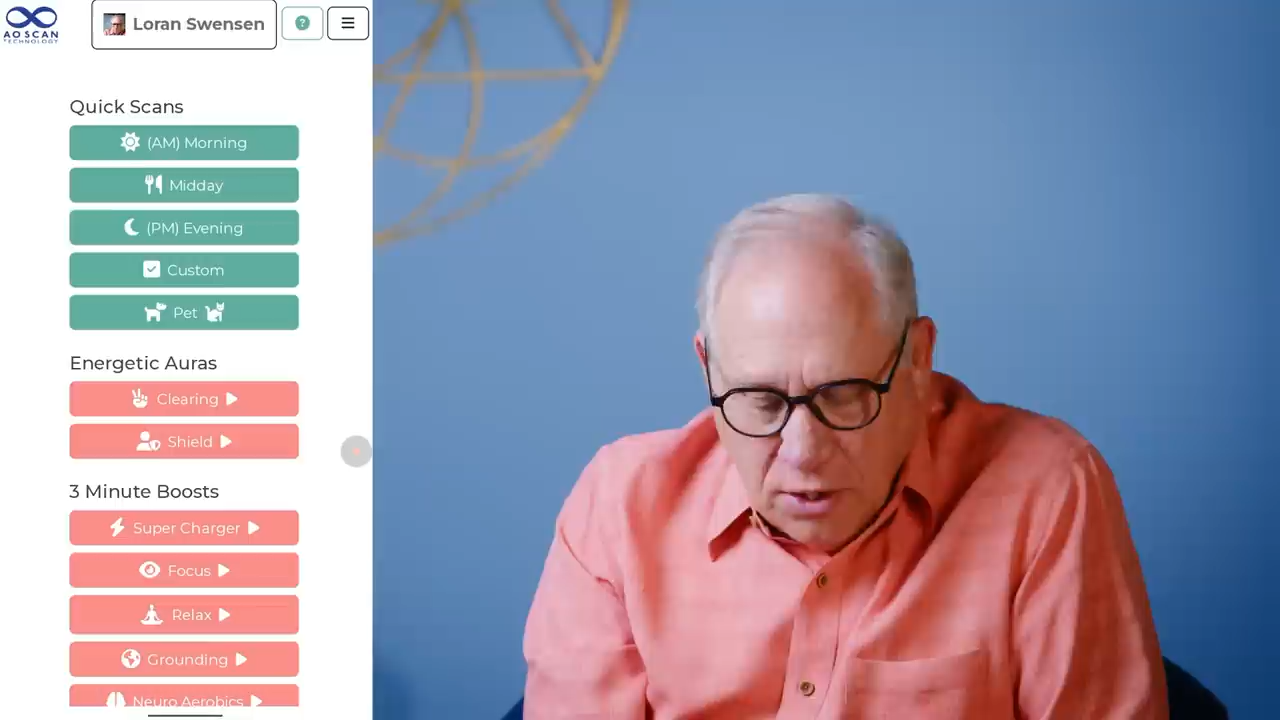 AO SCAN
TECHNOLOGY
Loran Swensen
?
Quick Scans
(AM) Morning
Midday
(PM) Evening
Custom
Pet
Energetic Auras
Clearing
Shield
3 Minute Boosts
Super Charger
Focus
Relax
Grounding
Neuro Aerobics